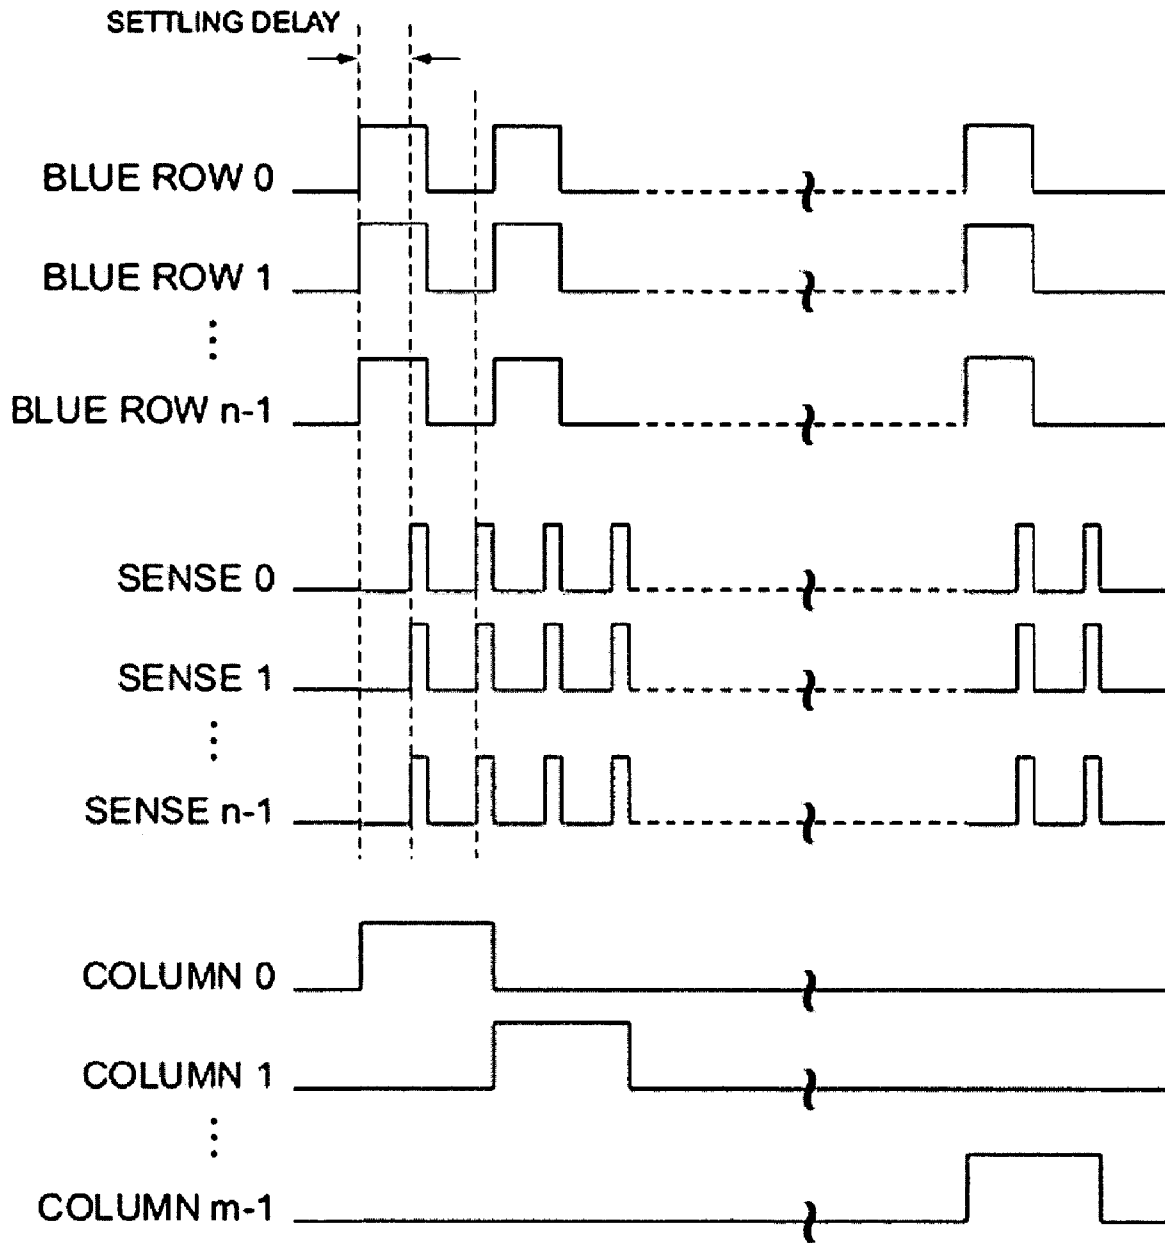 SETTLING DELAY
BLUE ROW 0
BLUE ROW 1
BLUE ROW n-1
SENSE 0
SENSE 1
SENSE n-1
COLUMN 0
COLUMN 1
COLUMN m-1